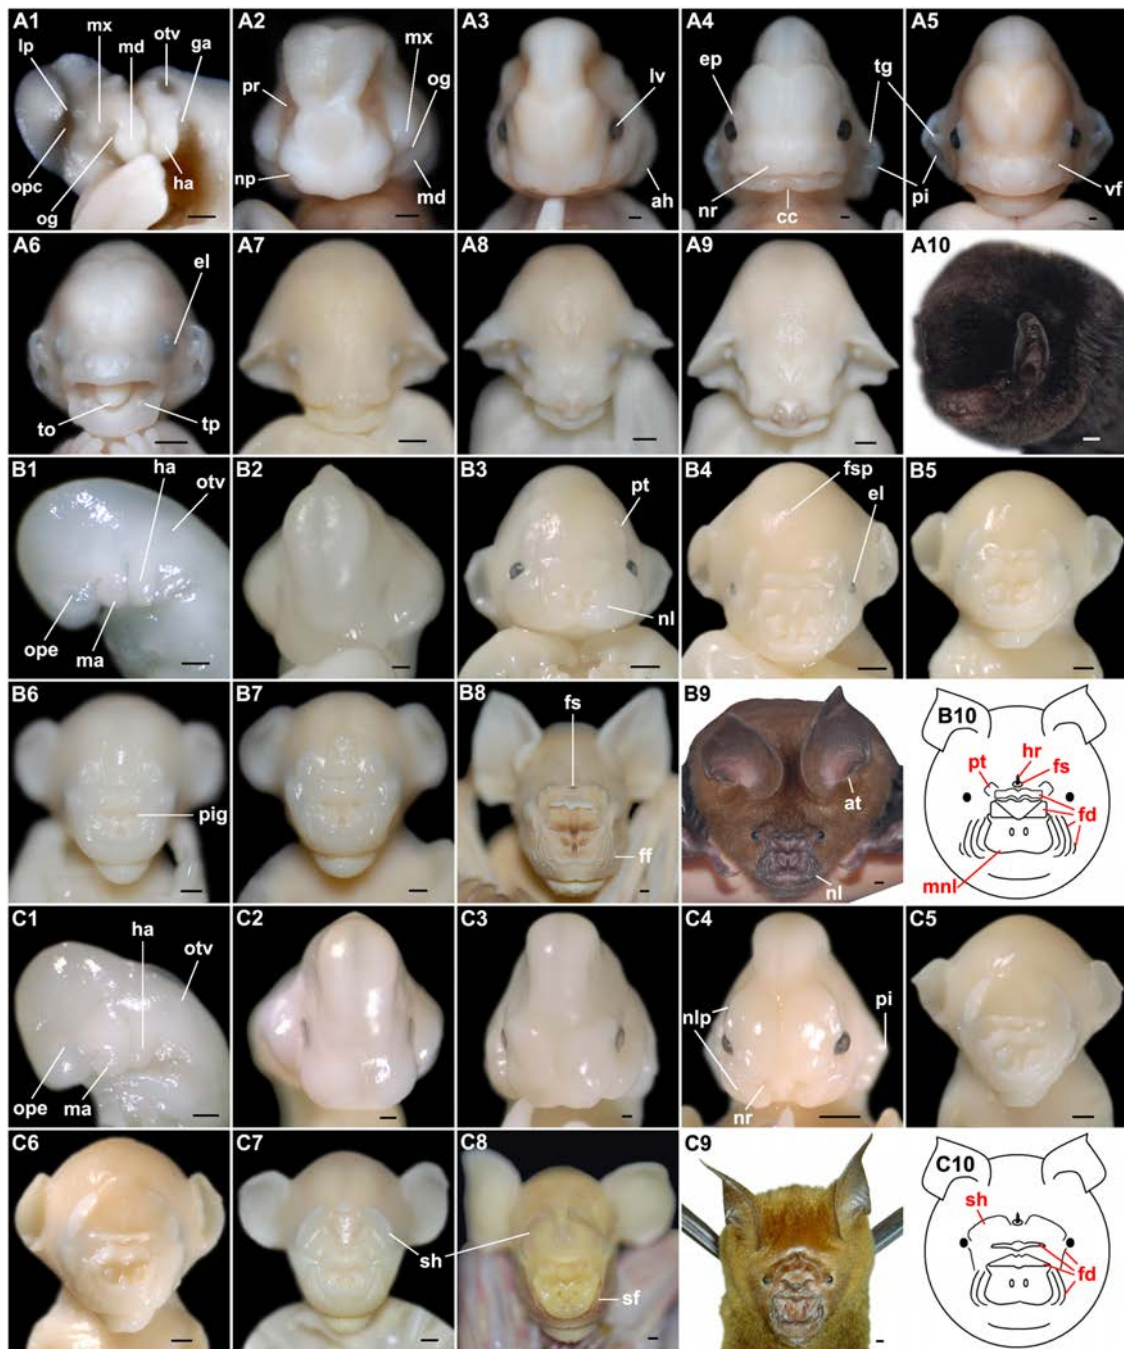 A1
mx
otv
lp
md
ga
opc
og
ha
A2
mx
og
pr
np
md
A3
lv
ah
A4
ep
tg
nr
cc
pi
A5
vf
A6
el
to
tp
A7
A8
A9
A10
B1
ha
otv
ope
ma
B2
B3
pt
nl
B4
fsp
el
B5
B6
pig
B7
B8
fs
ff
B9
at
nl
B10
hr
pt
fs
fd
mnl
C1
ha
otv
ope
ma
C2
C3
C4
nlp
pi
nr
C5
C6
C7
sh
C8
sf
C9
C10
sh
fd